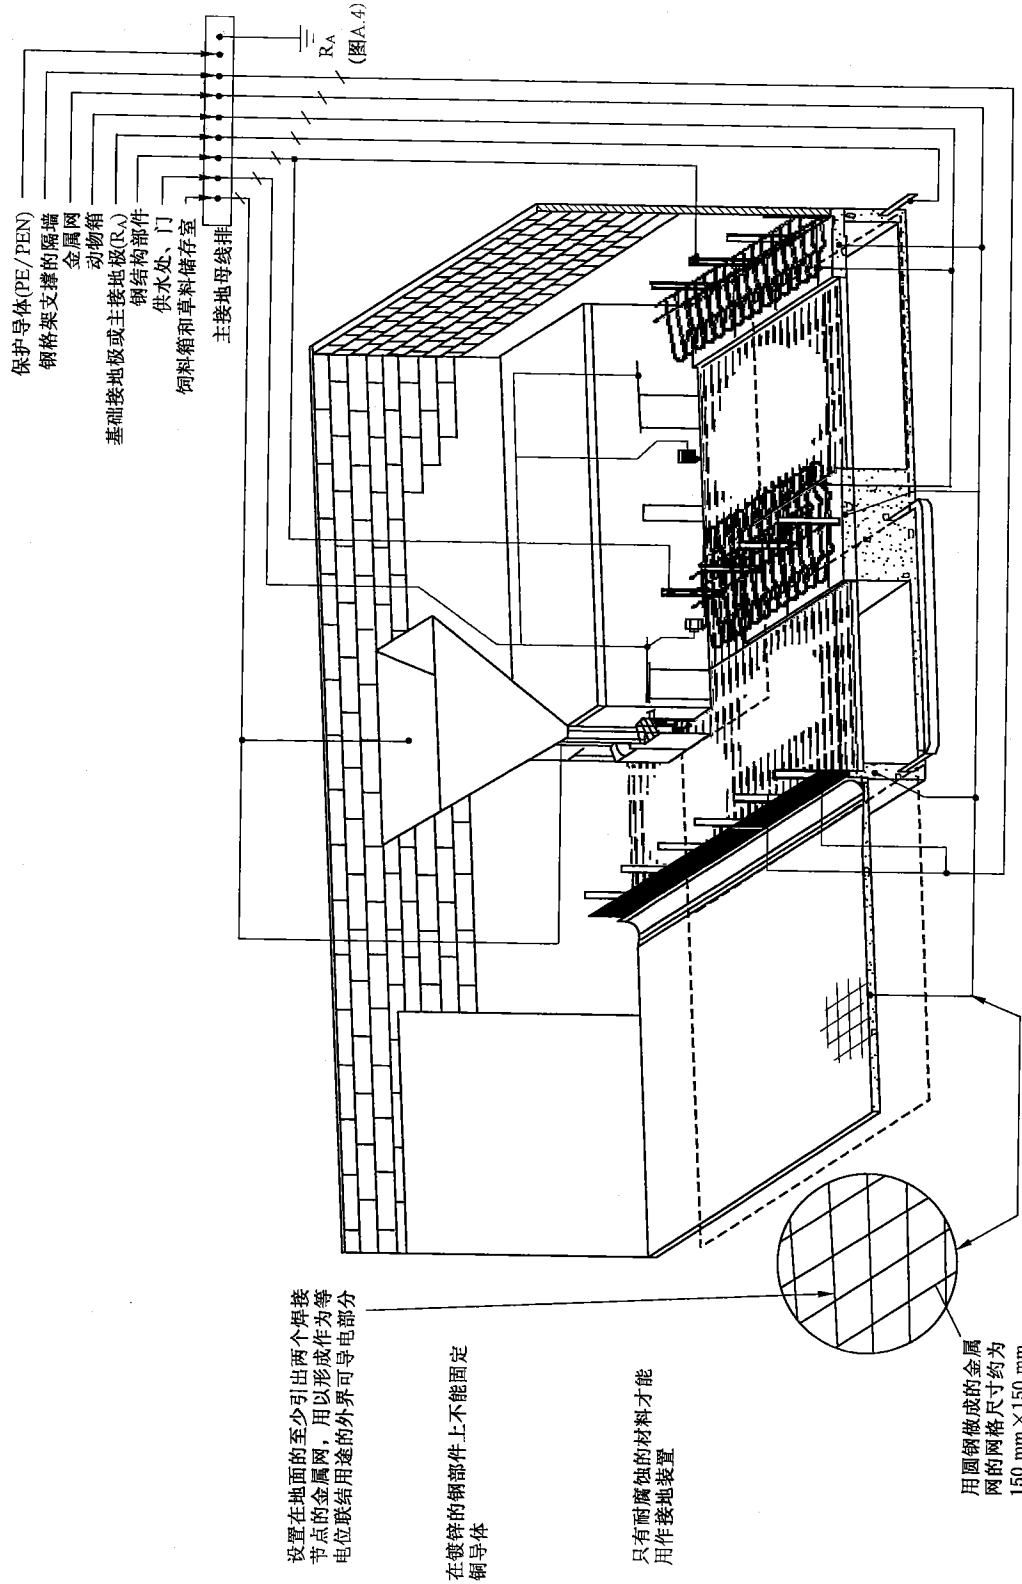 保护导体(PE/PEN)
钢格架支撑的隔墙
金属网
动物箱
基础接地极或主接地极(RA)
钢结构部件
供水处、门
饲料箱和草料储存室
主接地母线排
RA
(图A.4)
设置在地面的至少引出两个焊接
节点的金属网，用以形成作为等
电位联结用途的外界可导电部分
在镀锌的钢部件上不能固定
铜导体
只有耐腐蚀的材料才能
用作接地装置
用圆钢做成的金属
网的网格尺寸约为
150 mm×150 mm